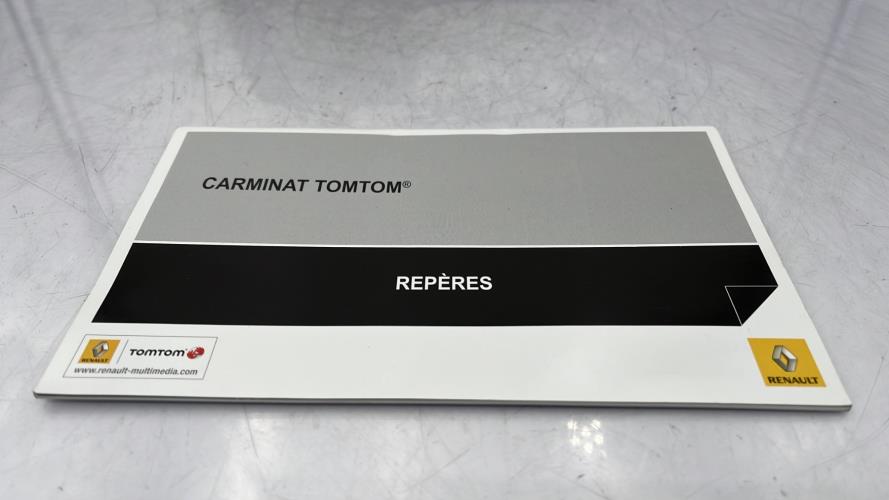 CARMINAT TOMTOM®
REPÈRES
RENAULT
TOMTOM
www.renault-multimedia.com
RENAULT